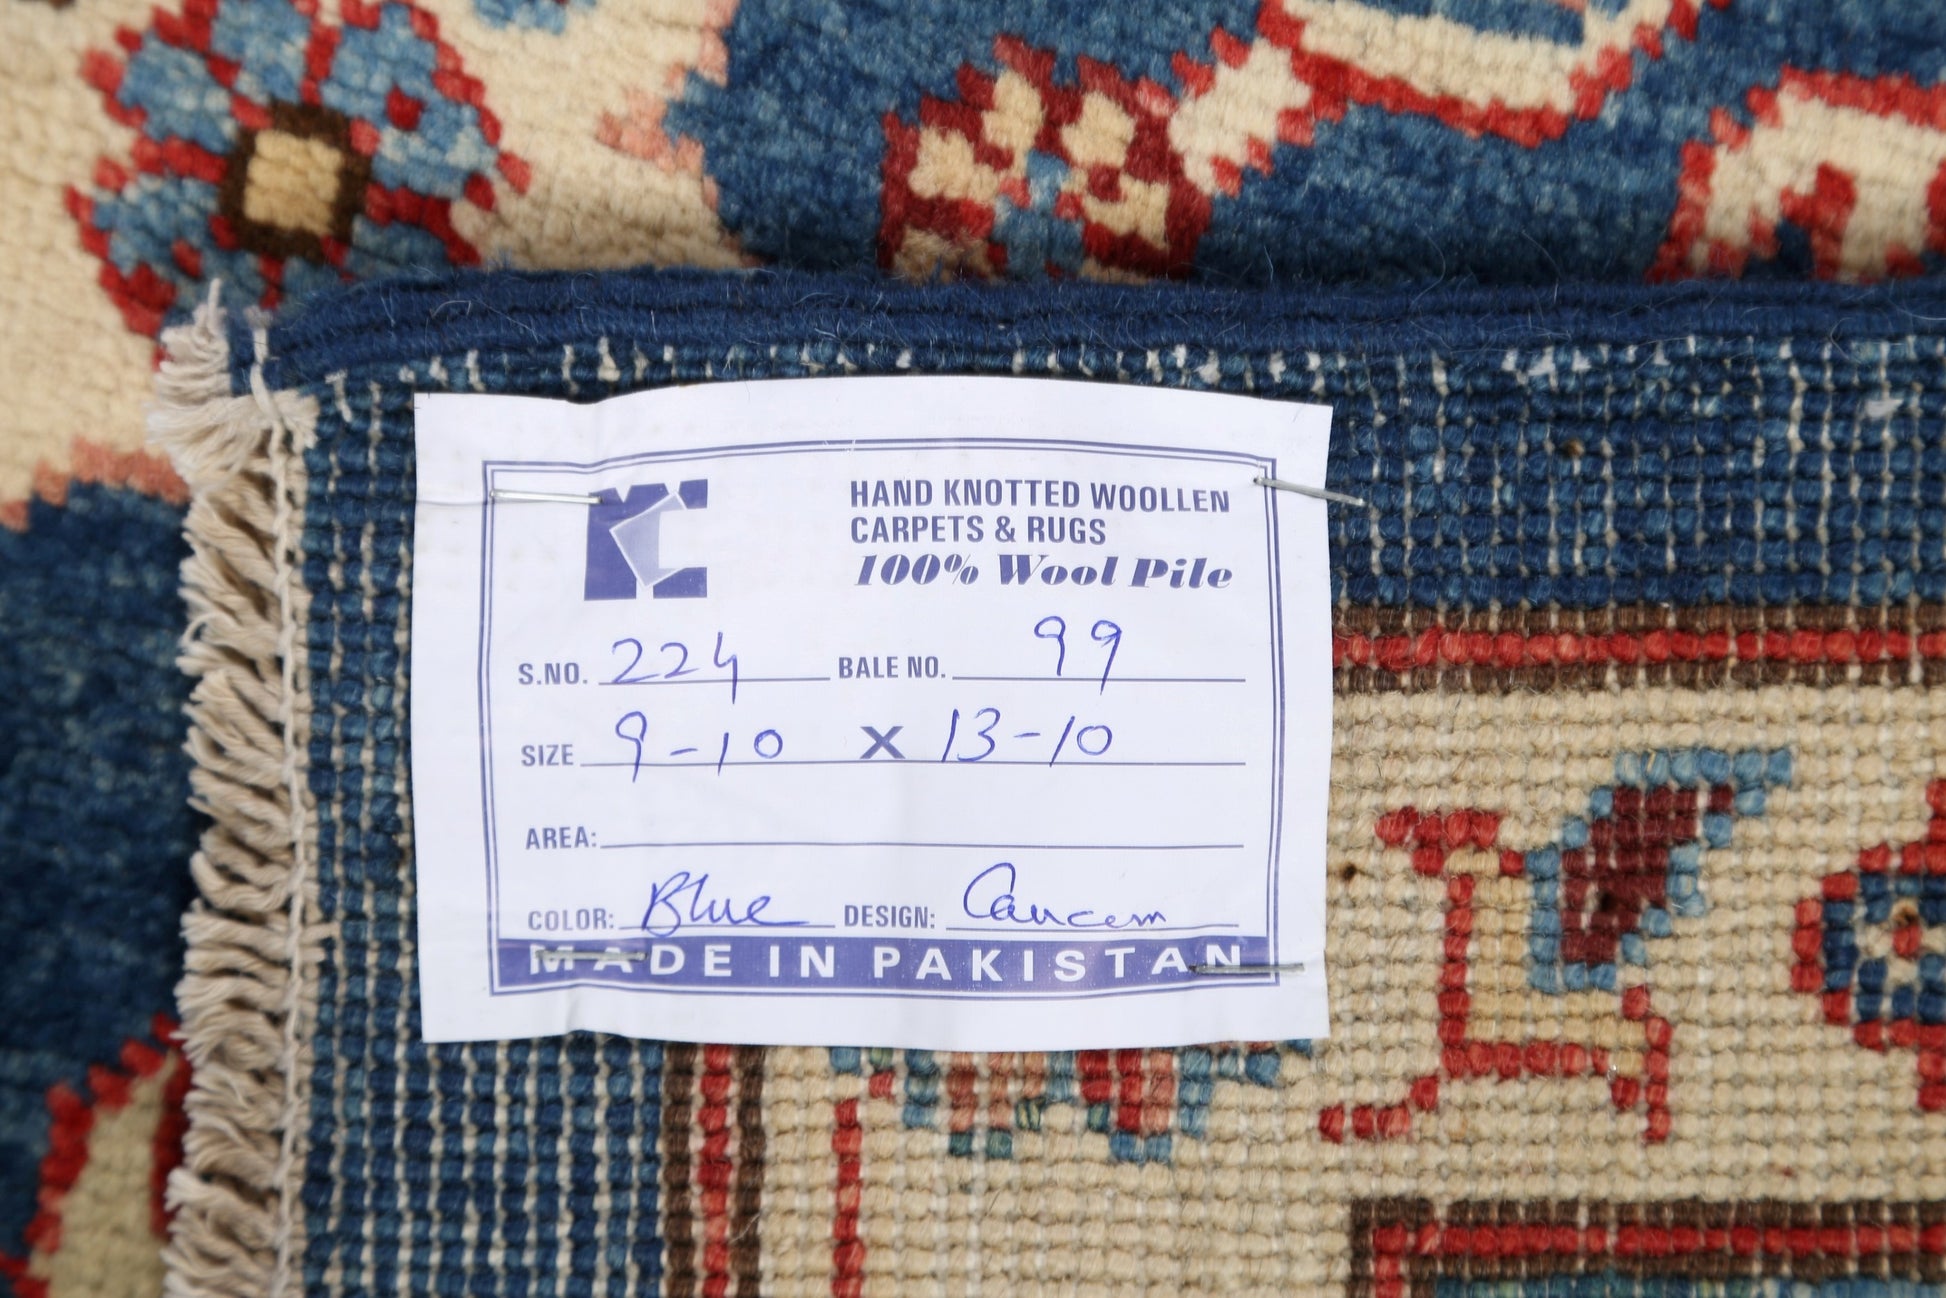 HAND KNOTTED WOOLLEN
CARPETS & RUGS
100% Wool Pile
S.NO. 224 BALE NO. 99
SIZE 9-10 X 13-10
AREA:
COLOR: Blue DESIGN: Caucem
MADE IN PAKISTAN